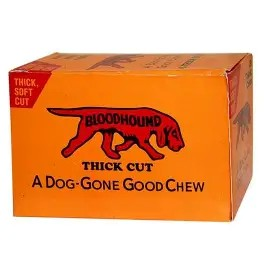 THICK,
SOFT
CUT
BLOODHOUND
THICK CUT
A DOG-GONE GOOD CHEW